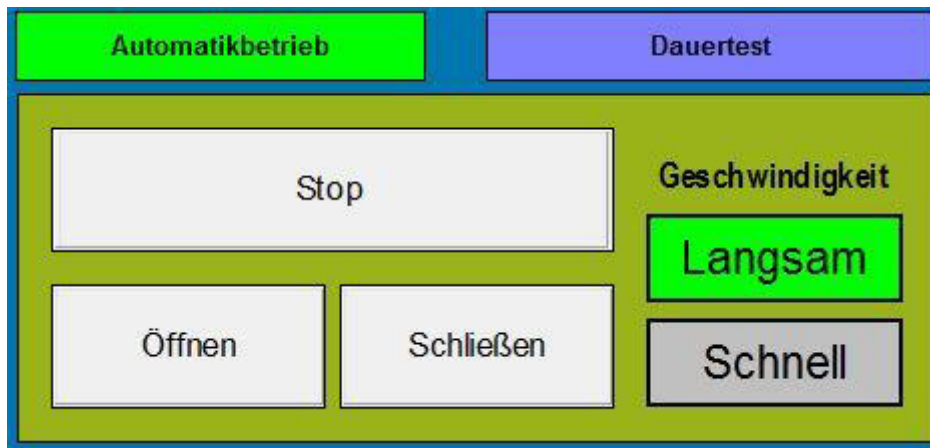 Automatikbetrieb
Dauertest
Stop
Geschwindigkeit
Langsam
Öffnen
Schließen
Schnell